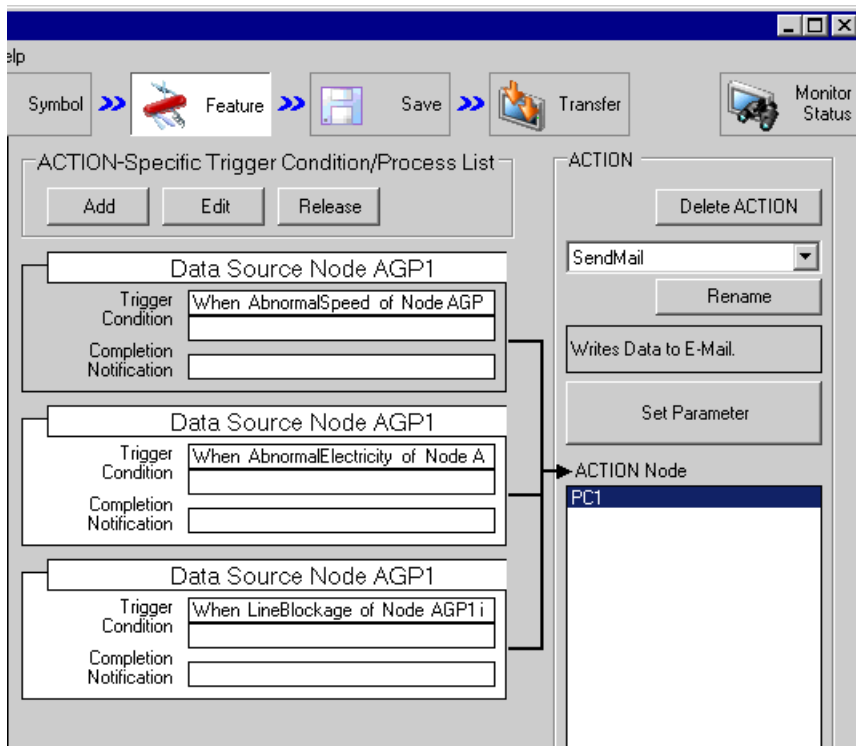 elp
Symbol
Feature
Save
Transfer
Monitor
Status
ACTION-Specific Trigger Condition/Process List
Add
Edit
Release
Data Source Node AGP1
Trigger
Condition
When AbnormalSpeed of Node AGP
Completion
Notification
Data Source Node AGP1
Trigger
Condition
When AbnormalElectricity of Node A
Completion
Notification
Data Source Node AGP1
Trigger
Condition
When LineBlockage of Node AGP1 i
Completion
Notification
ACTION
Delete ACTION
SendMail
Rename
Writes Data to E-Mail.
Set Parameter
ACTION Node
PC1